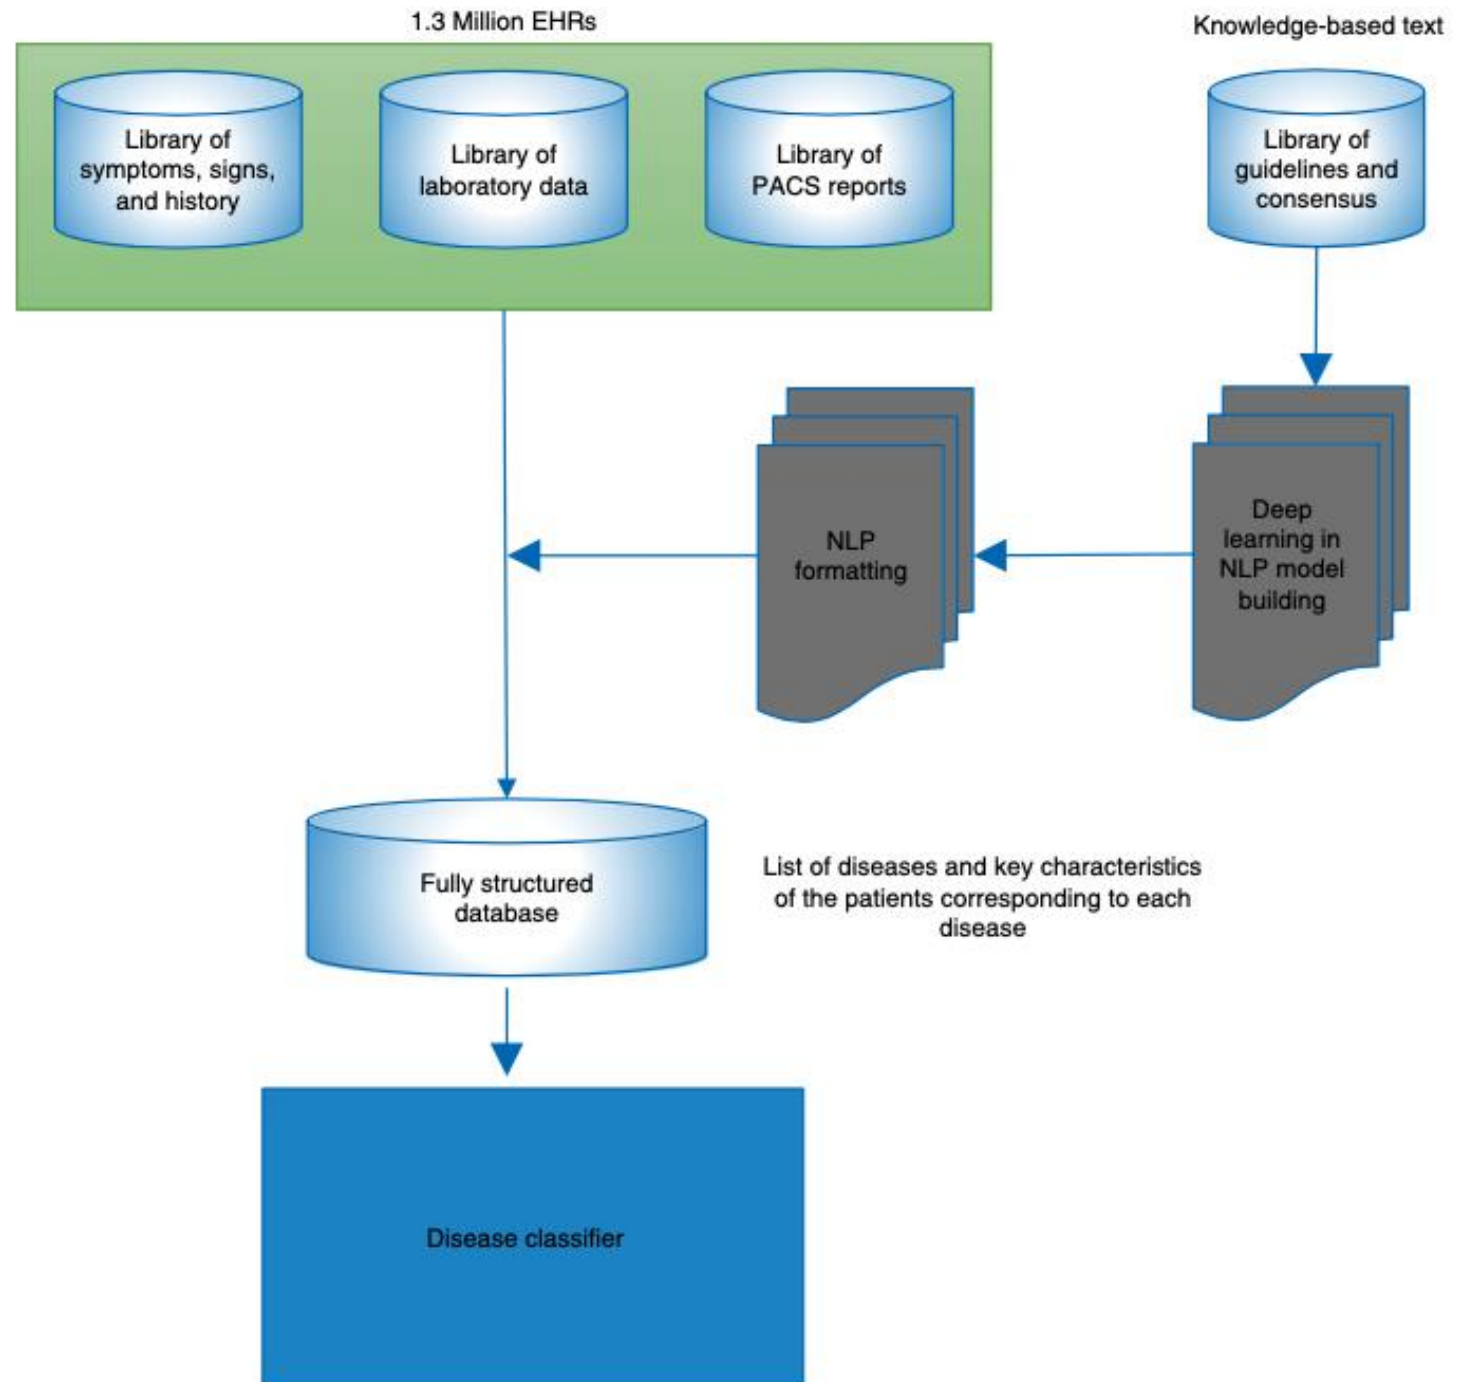 1.3 Million EHRs
Knowledge-based text
Library of
symptoms, signs,
and history
Library of
laboratory data
Library of
PACS reports
Library of
guidelines and
consensus
NLP
formatting
Deep
learning in
NLP model
building
Fully structured
database
List of diseases and key characteristics
of the patients corresponding to each
disease
Disease classifier